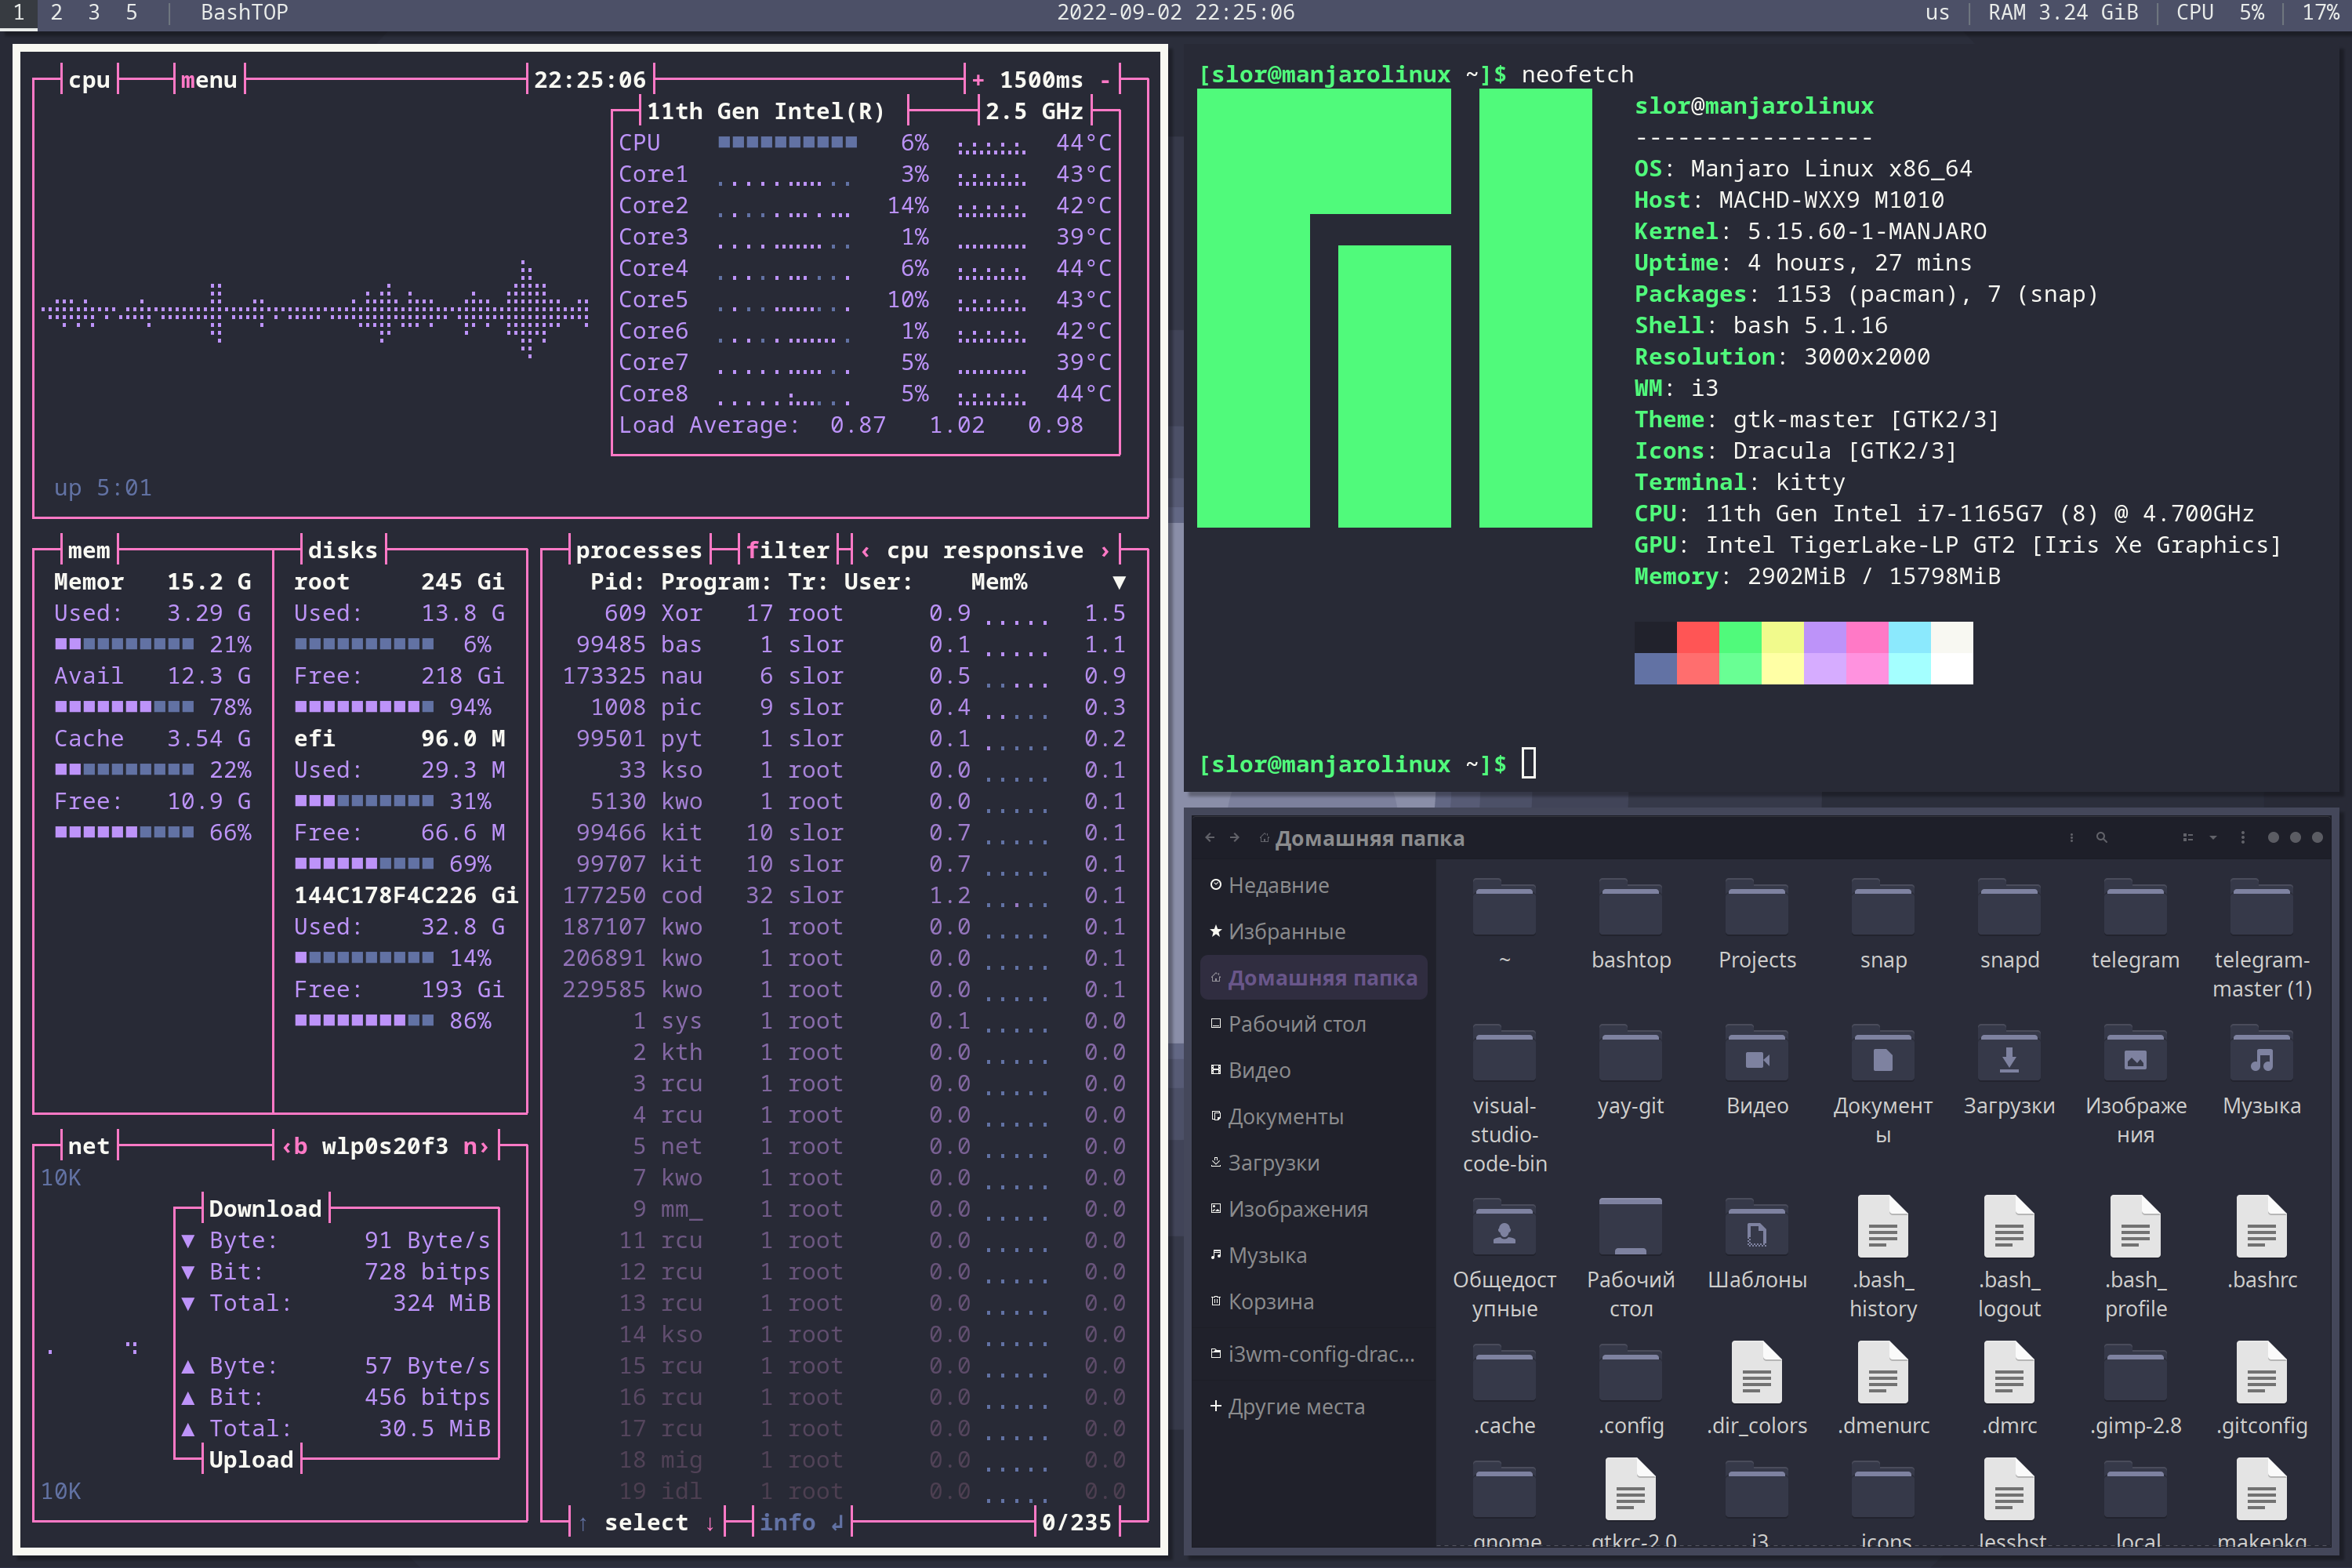 1 2 3 5 | BashTOP
2022-09-02 22:25:06
us | RAM 3.24 GiB | CPU 5% | 17%
cpu menu 22:25:06 + 1500ms -
11th Gen Intel(R) 2.5 GHz
CPU 6% 44°C
Core1 3% 43°C
Core2 14% 42°C
Core3 1% 39°C
Core4 6% 44°C
Core5 10% 43°C
Core6 1% 42°C
Core7 5% 39°C
Core8 5% 44°C
Load Average: 0.87 1.02 0.98
up 5:01
mem
Memor 15.2 G
Used: 3.29 G
21%
Avail 12.3 G
78%
Cache 3.54 G
22%
Free: 10.9 G
66%
disks
root 245 Gi
Used: 13.8 G
6%
Free: 218 Gi
94%
efi 96.0 M
Used: 29.3 M
31%
Free: 66.6 M
69%
144C178F4C226 Gi
Used: 32.8 G
14%
Free: 193 Gi
86%
net ‹b wlp0s20f3 n›
10K
Download
▼ Byte: 91 Byte/s
▼ Bit: 728 bitps
▼ Total: 324 MiB
▲ Byte: 57 Byte/s
▲ Bit: 456 bitps
▲ Total: 30.5 MiB
Upload
10K
processes filter ‹ cpu responsive ›
Pid: Program: Tr: User: Mem% ▼
609 Xor 17 root 0.9 1.5
99485 bas 1 slor 0.1 1.1
173325 nau 6 slor 0.5 0.9
1008 pic 9 slor 0.4 0.3
99501 pyt 1 slor 0.1 0.2
33 kso 1 root 0.0 0.1
5130 kwo 1 root 0.0 0.1
99466 kit 10 slor 0.7 0.1
99707 kit 10 slor 0.7 0.1
177250 cod 32 slor 1.2 0.1
187107 kwo 1 root 0.0 0.1
206891 kwo 1 root 0.0 0.1
229585 kwo 1 root 0.0 0.1
1 sys 1 root 0.1 0.0
2 kth 1 root 0.0 0.0
3 rcu 1 root 0.0 0.0
4 rcu 1 root 0.0 0.0
5 net 1 root 0.0 0.0
7 kwo 1 root 0.0 0.0
9 mm_ 1 root 0.0 0.0
11 rcu 1 root 0.0 0.0
12 rcu 1 root 0.0 0.0
13 rcu 1 root 0.0 0.0
14 kso 1 root 0.0 0.0
15 rcu 1 root 0.0 0.0
16 rcu 1 root 0.0 0.0
17 rcu 1 root 0.0 0.0
18 mig 1 root 0.0 0.0
19 idl 1 root 0.0 0.0
↑ select ↓ info ↲ 0/235
[slor@manjarolinux ~]$ neofetch
slor@manjarolinux
-----------------
OS: Manjaro Linux x86_64
Host: MACHD-WXX9 M1010
Kernel: 5.15.60-1-MANJARO
Uptime: 4 hours, 27 mins
Packages: 1153 (pacman), 7 (snap)
Shell: bash 5.1.16
Resolution: 3000x2000
WM: i3
Theme: gtk-master [GTK2/3]
Icons: Dracula [GTK2/3]
Terminal: kitty
CPU: 11th Gen Intel i7-1165G7 (8) @ 4.700GHz
GPU: Intel TigerLake-LP GT2 [Iris Xe Graphics]
Memory: 2902MiB / 15798MiB
[slor@manjarolinux ~]$
Домашняя папка
Недавние
Избранные
Домашняя папка
Рабочий стол
Видео
Документы
Загрузки
Изображения
Музыка
Корзина
i3wm-config-drac...
Другие места
~ bashtop Projects snap snapd telegram telegram-
master (1)
visual- yay-git Видео Документ Загрузки Изображе Музыка
studio- ы ния
code-bin
Общедост Рабочий Шаблоны .bash_ .bash_ .bash_ .bashrc
упные стол history logout profile
.cache .config .dir_colors .dmenurc .dmrc .gimp-2.8 .gitconfig
.gnome .gtkrc-2.0 .i3 .icons .lesshst .local .makepkg